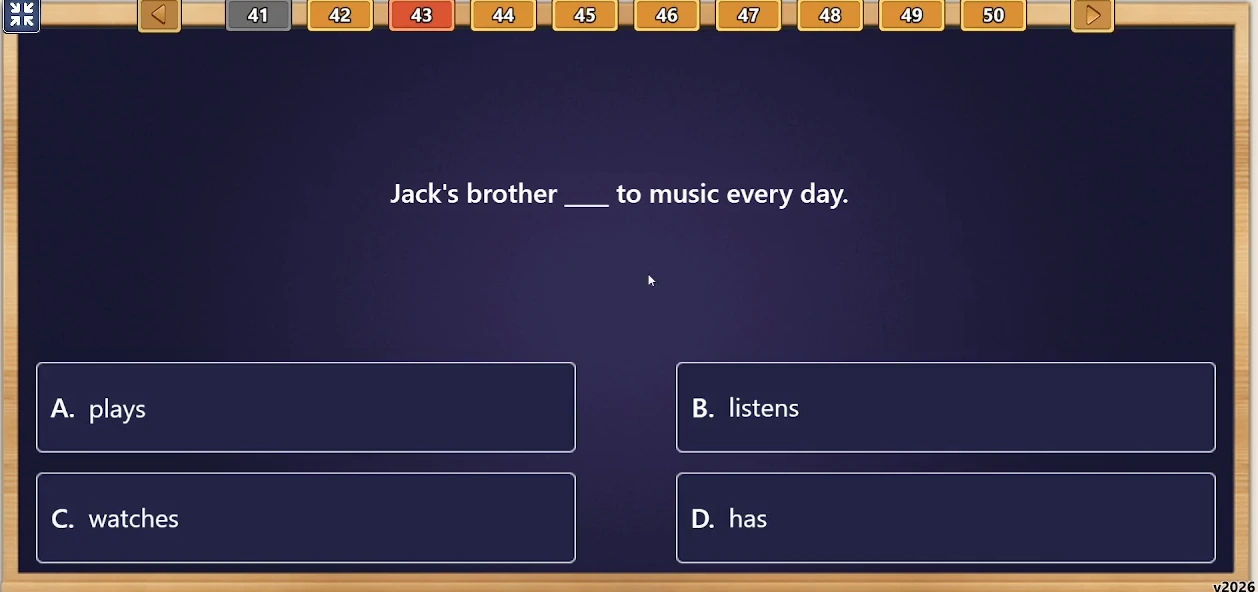 41 42 43 44 45 46 47 48 49 50
Jack's brother ____ to music every day.
A. plays
B. listens
C. watches
D. has
v2026